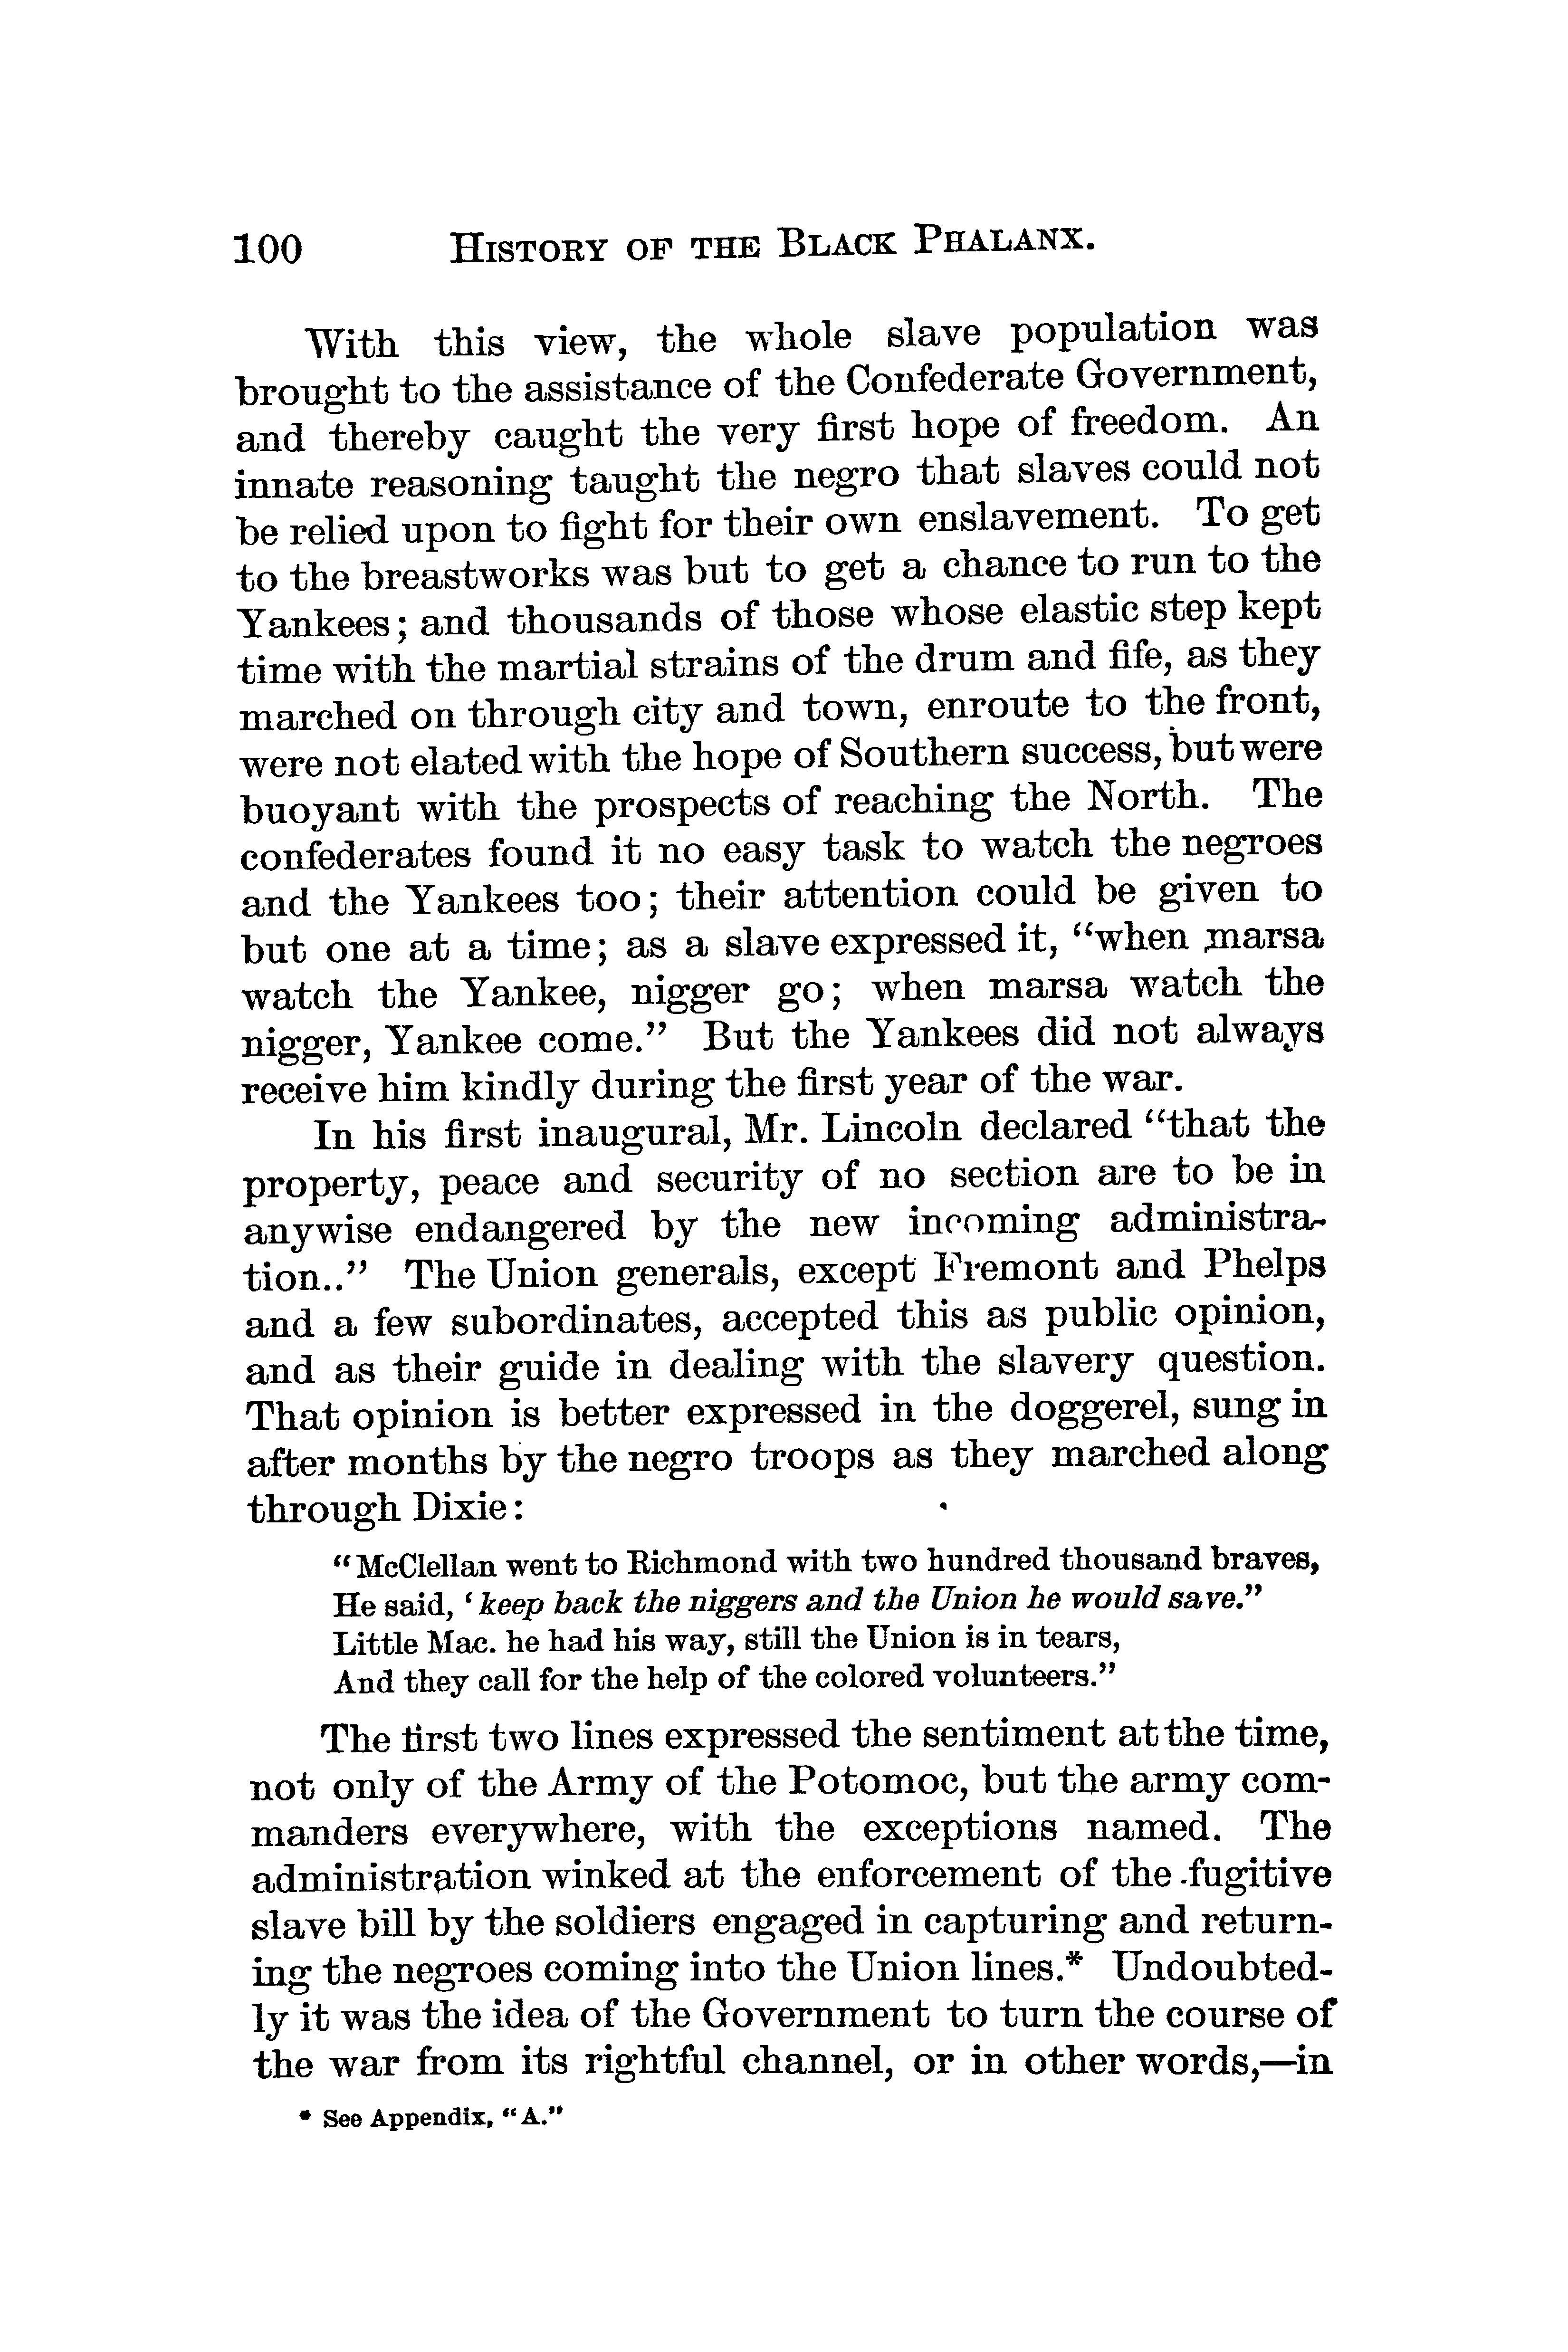 100 HISTORY OF THE BLACK PHALANX.
With this view, the whole slave population was
brought to the assistance of the Confederate Government,
and thereby caught the very first hope of freedom. An
innate reasoning taught the negro that slaves could not
be relied upon to fight for their own enslavement. To get
to the breastworks was but to get a chance to run to the
Yankees; and thousands of those whose elastic step kept
time with the martial strains of the drum and fife, as they
marched on through city and town, enroute to the front,
were not elated with the hope of Southern success, but were
buoyant with the prospects of reaching the North. The
confederates found it no easy task to watch the negroes
and the Yankees too; their attention could be given to
but one at a time; as a slave expressed it, “when marsa
watch the Yankee, nigger go; when marsa watch the
nigger, Yankee come.” But the Yankees did not always
receive him kindly during the first year of the war.
In his first inaugural, Mr. Lincoln declared “that the
property, peace and security of no section are to be in
anywise endangered by the new incoming administra-
tion..” The Union generals, except Fremont and Phelps
and a few subordinates, accepted this as public opinion,
and as their guide in dealing with the slavery question.
That opinion is better expressed in the doggerel, sung in
after months by the negro troops as they marched along
through Dixie:
“McClellan went to Richmond with two hundred thousand braves,
He said, ‘keep back the niggers and the Union he would save.”
Little Mac. he had his way, still the Union is in tears,
And they call for the help of the colored volunteers.”
The first two lines expressed the sentiment at the time,
not only of the Army of the Potomoc, but the army com-
manders everywhere, with the exceptions named. The
administration winked at the enforcement of the fugitive
slave bill by the soldiers engaged in capturing and return-
ing the negroes coming into the Union lines.* Undoubted-
ly it was the idea of the Government to turn the course of
the war from its rightful channel, or in other words,—in
* See Appendix, “A.”